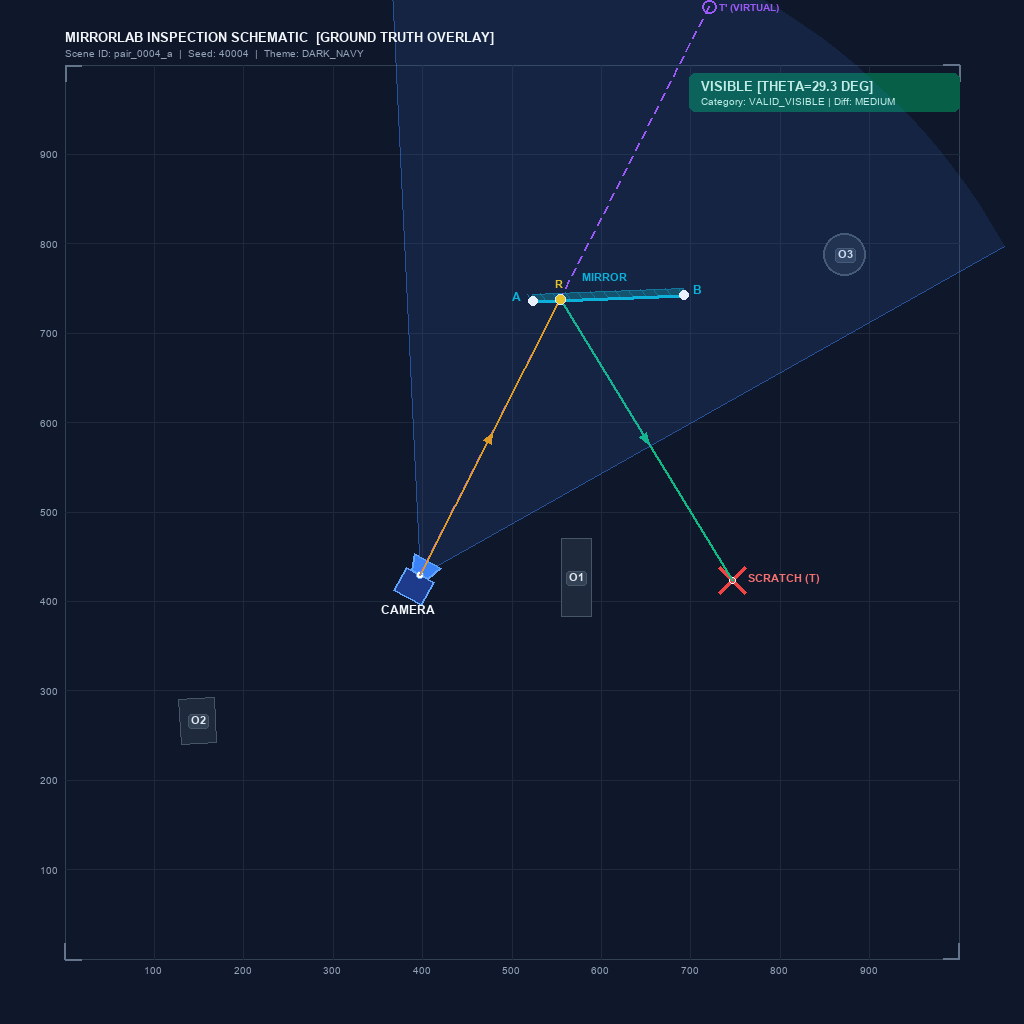 T' (VIRTUAL)
MIRRORLAB INSPECTION SCHEMATIC [GROUND TRUTH OVERLAY]
Scene ID: pair_0004_a | Seed: 40004 | Theme: DARK_NAVY
VISIBLE [THETA=29.3 DEG]
Category: VALID_VISIBLE | Diff: MEDIUM
900
800
O3
MIRROR
R
A
B
700
600
500
O1
SCRATCH (T)
400
CAMERA
300
O2
200
100
100 200 300 400 500 600 700 800 900